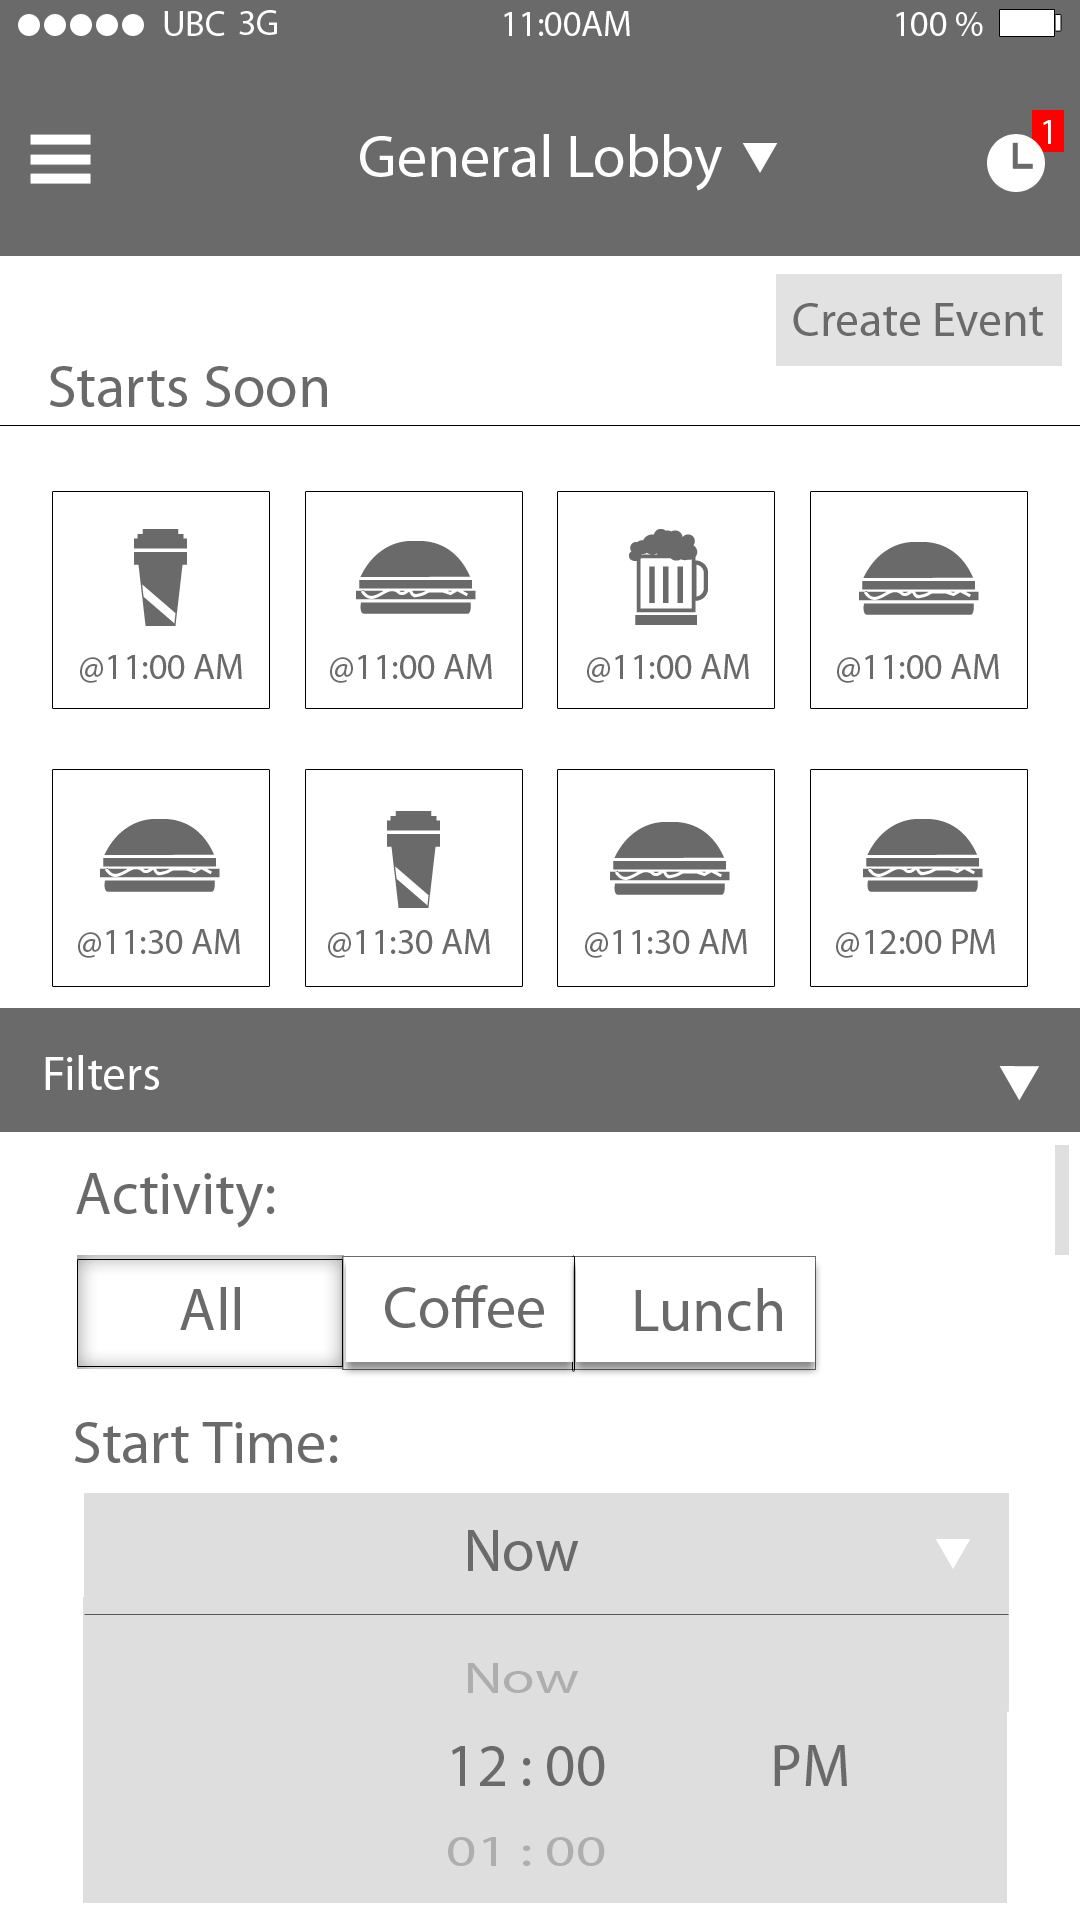 UBC 3G 11:00AM 100 %
1
General Lobby
Create Event
Starts Soon
@11:00 AM @11:00 AM @11:00 AM @11:00 AM
@11:30 AM @11:30 AM @11:30 AM @12:00 PM
Filters
Activity:
All Coffee Lunch
Start Time:
Now
Now
12 : 00 PM
01 : 00